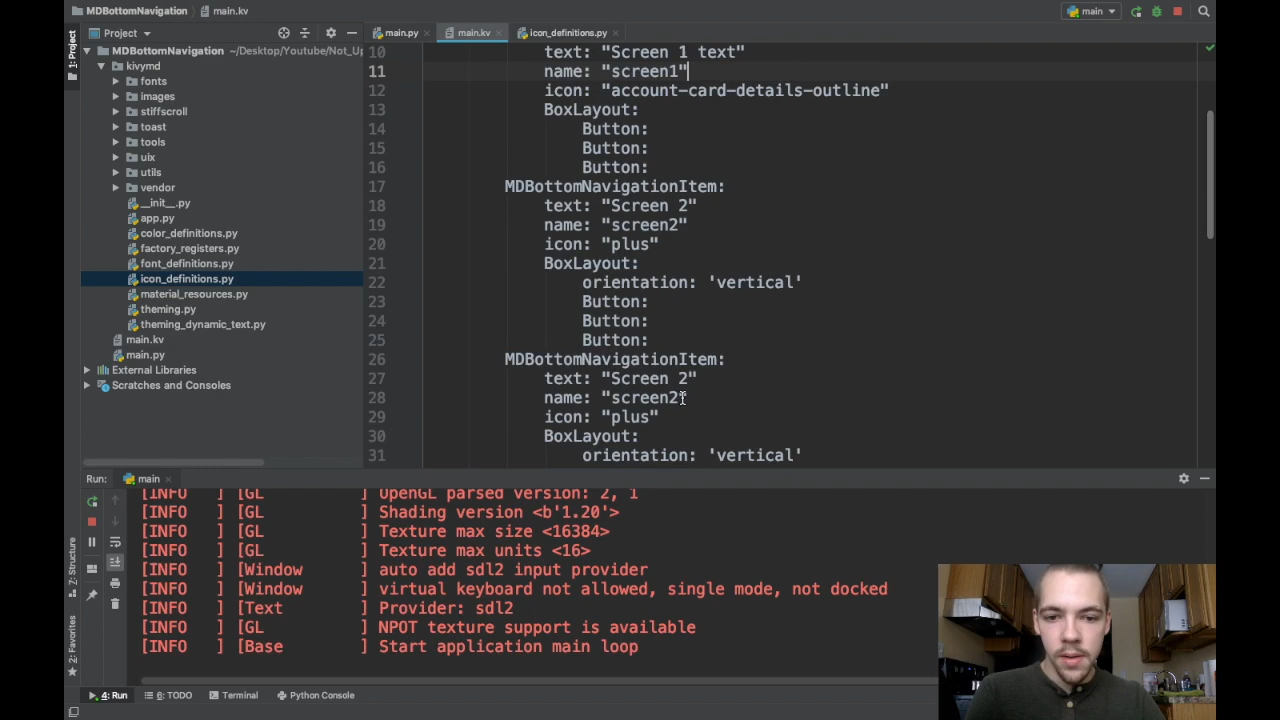 MDBottomNavigation main.kv
main
Project
main.py
main.kv
icon_definitions.py
1: Project
MDBottomNavigation ~/Desktop/Youtube/Not_Up
kivymd
fonts
images
stiffscroll
toast
tools
uix
utils
vendor
__init__.py
app.py
color_definitions.py
factory_registers.py
font_definitions.py
icon_definitions.py
material_resources.py
theming.py
theming_dynamic_text.py
main.kv
main.py
External Libraries
Scratches and Consoles
10 text: "Screen 1 text"
11 name: "screen1"
12 icon: "account-card-details-outline"
13 BoxLayout:
14 Button:
15 Button:
16 Button:
17 MDBottomNavigationItem:
18 text: "Screen 2"
19 name: "screen2"
20 icon: "plus"
21 BoxLayout:
22 orientation: 'vertical'
23 Button:
24 Button:
25 Button:
26 MDBottomNavigationItem:
27 text: "Screen 2"
28 name: "screen2"
29 icon: "plus"
30 BoxLayout:
31 orientation: 'vertical'
Run: main
[INFO ] [GL ] OpenGL parsed version: 2, 1
[INFO ] [GL ] Shading version <b'1.20'>
[INFO ] [GL ] Texture max size <16384>
[INFO ] [GL ] Texture max units <16>
[INFO ] [Window ] auto add sdl2 input provider
[INFO ] [Window ] virtual keyboard not allowed, single mode, not docked
[INFO ] [Text ] Provider: sdl2
[INFO ] [GL ] NPOT texture support is available
[INFO ] [Base ] Start application main loop
7: Structure
2: Favorites
4: Run
6: TODO
Terminal
Python Console